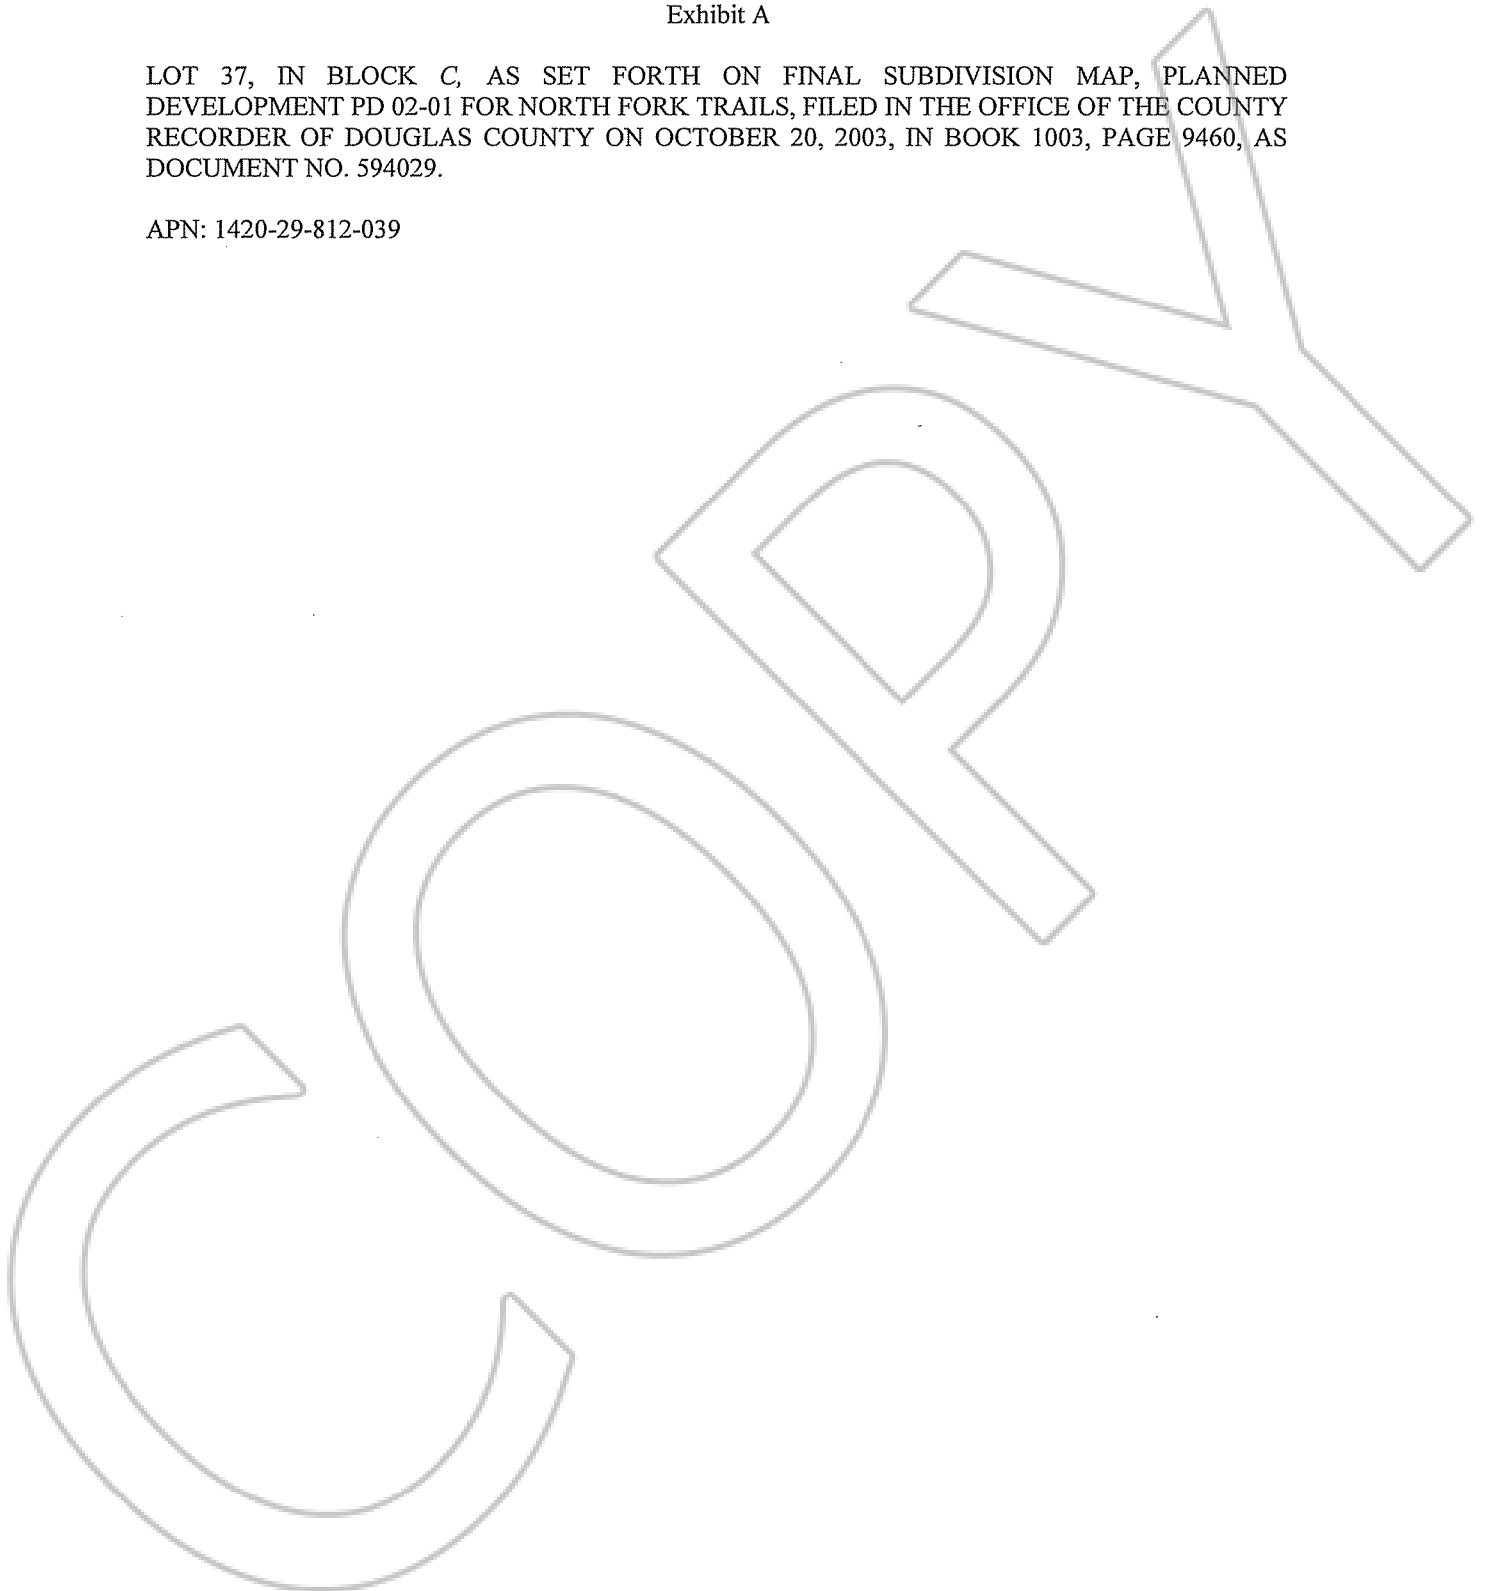 Exhibit A
LOT 37, IN BLOCK C, AS SET FORTH ON FINAL SUBDIVISION MAP, PLANNED
DEVELOPMENT PD 02-01 FOR NORTH FORK TRAILS, FILED IN THE OFFICE OF THE COUNTY
RECORDER OF DOUGLAS COUNTY ON OCTOBER 20, 2003, IN BOOK 1003, PAGE 9460, AS
DOCUMENT NO. 594029.
APN: 1420-29-812-039
COPY